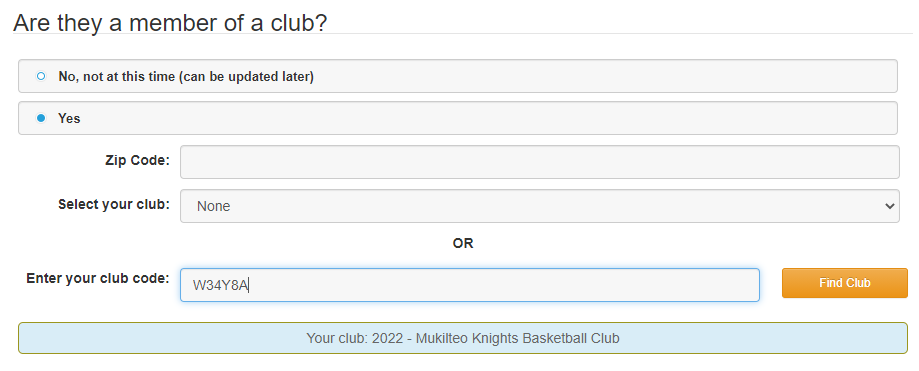 Are they a member of a club?
No, not at this time (can be updated later)
Yes
Zip Code:
Select your club: None
OR
Enter your club code: W34Y8A Find Club
Your club: 2022 - Mukilteo Knights Basketball Club